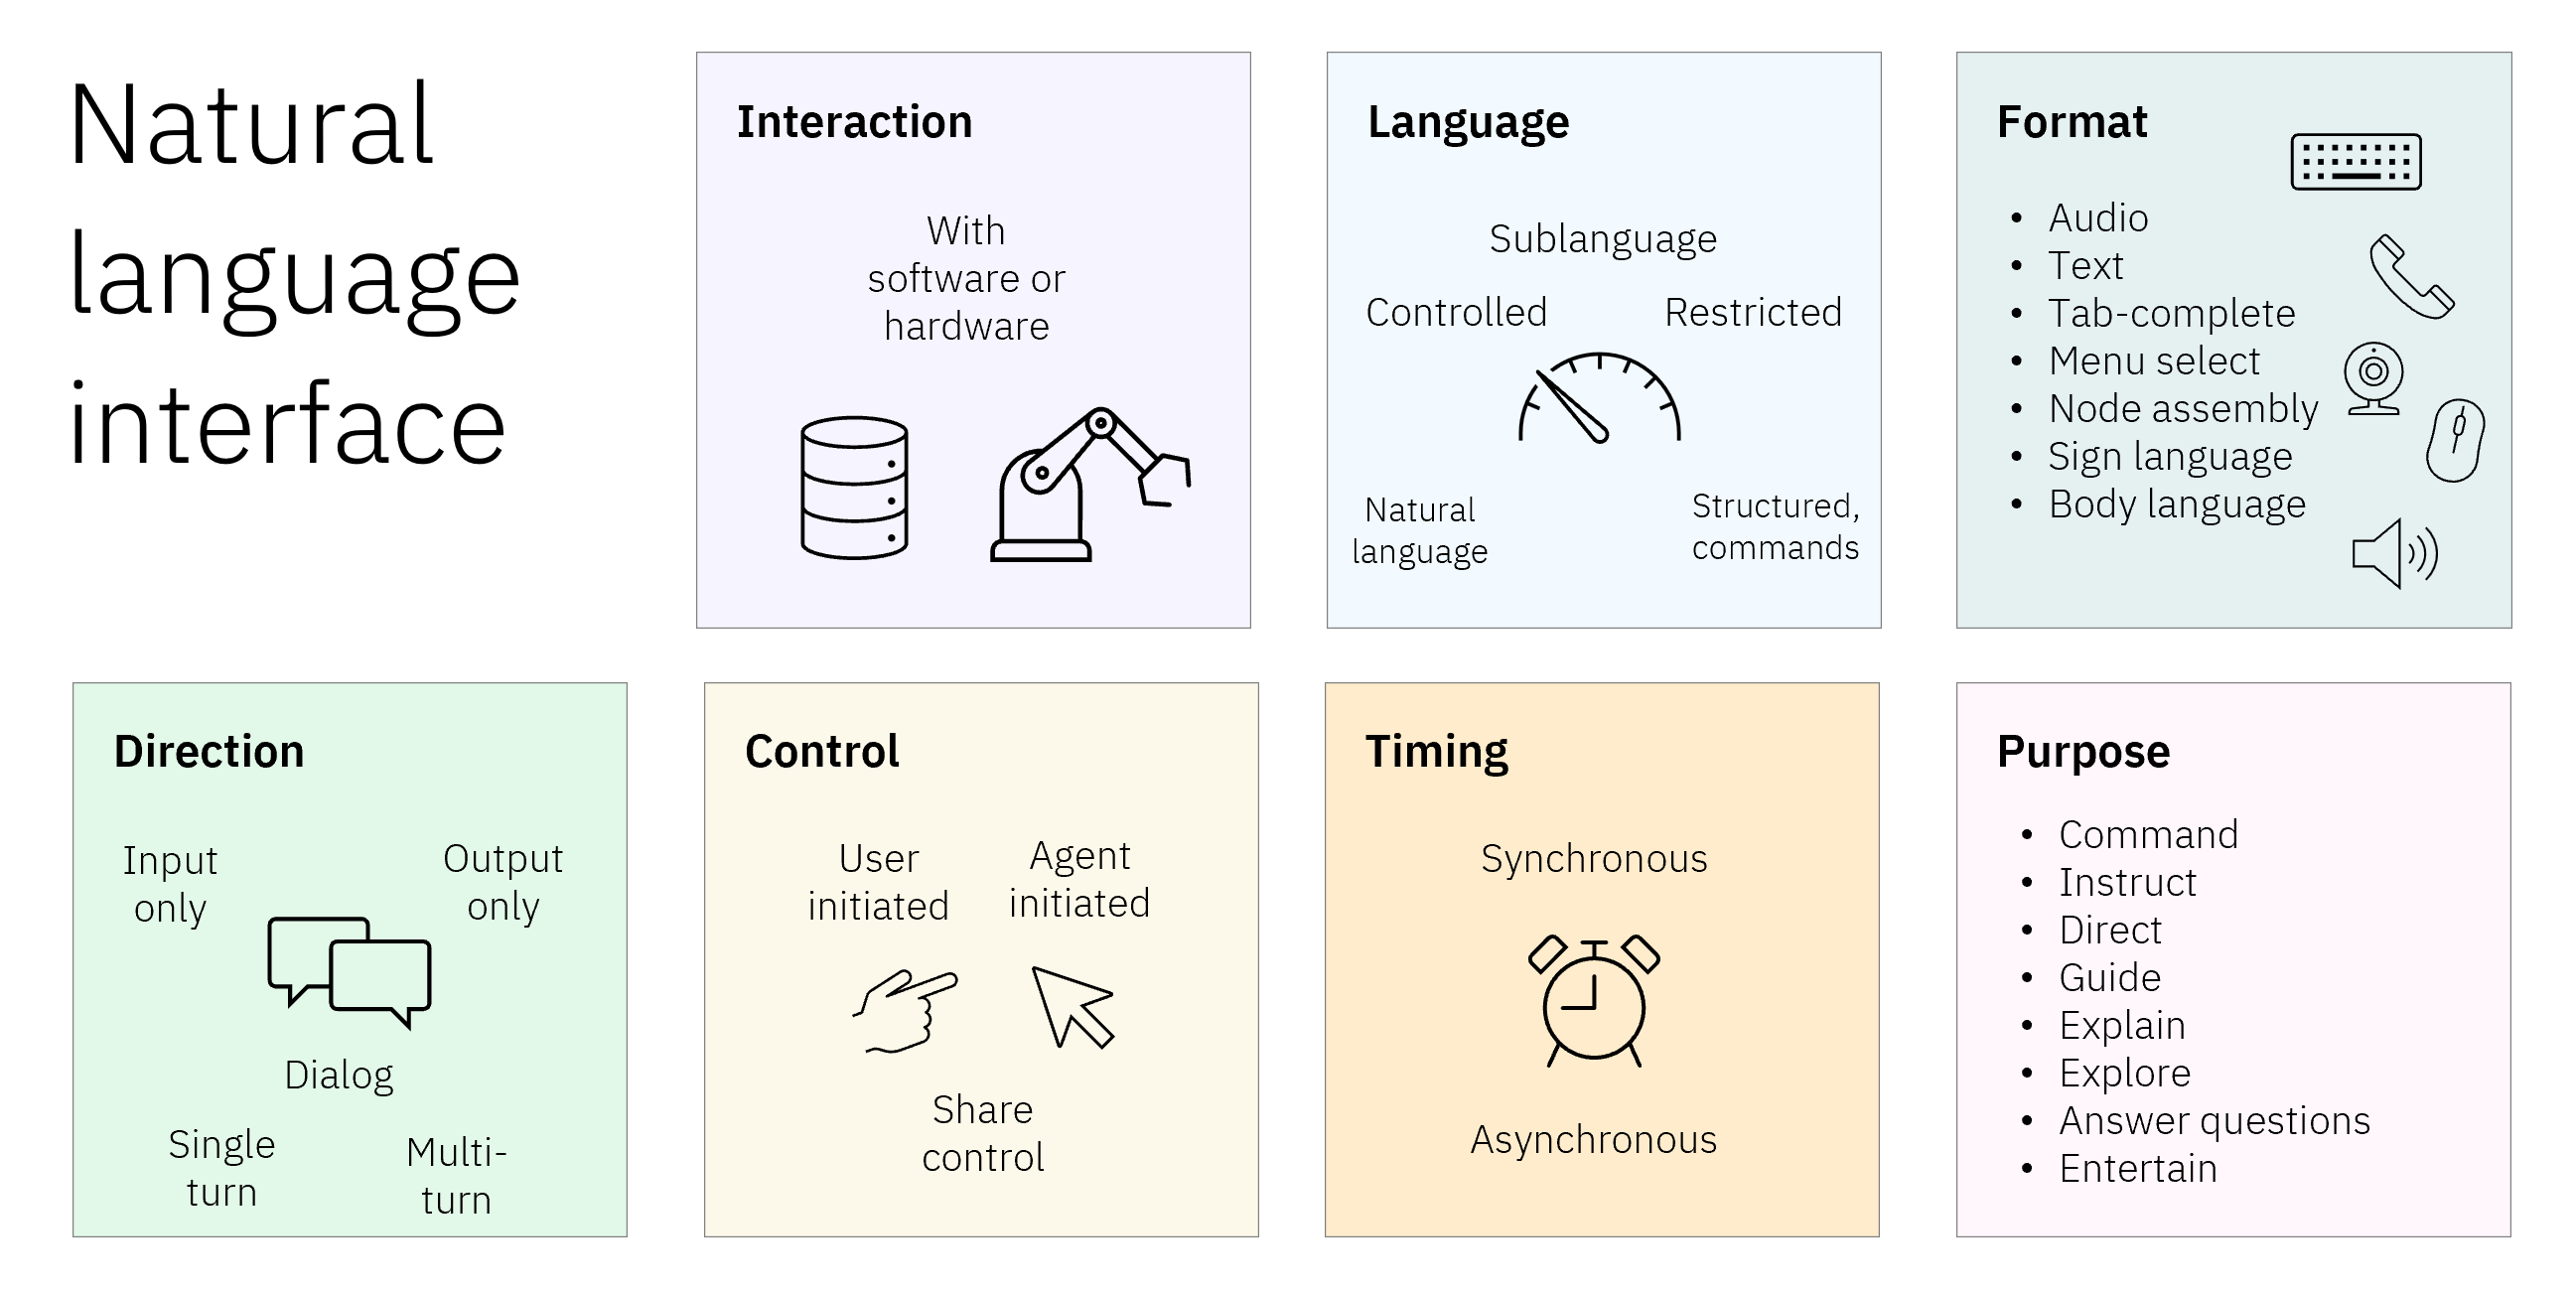 Natural
language
interface
Interaction
With
software or
hardware
Language
Sublanguage
Controlled
Restricted
Natural
language
Structured,
commands
Format
• Audio
• Text
• Tab-complete
• Menu select
• Node assembly
• Sign language
• Body language
Direction
Input
only
Output
only
Dialog
Single
turn
Multi-
turn
Control
User
initiated
Agent
initiated
Share
control
Timing
Synchronous
Asynchronous
Purpose
• Command
• Instruct
• Direct
• Guide
• Explain
• Explore
• Answer questions
• Entertain